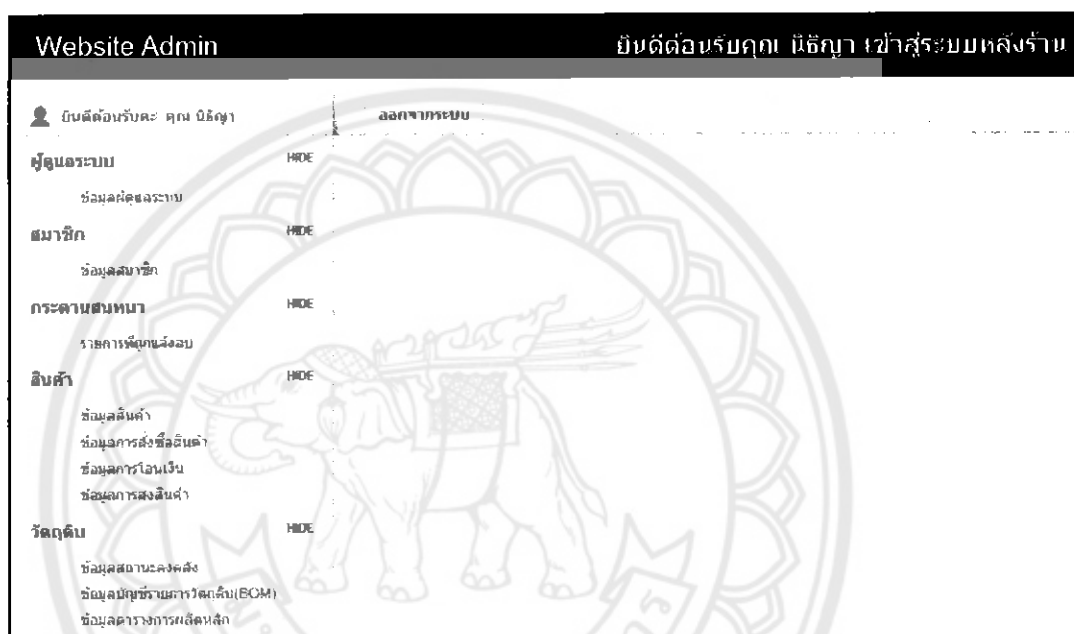 Website Admin ยินดีต้อนรับคุณ นิธิญา เข้าสู่ระบบหลังร้าน
ยินดีต้อนรับค่ะ คุณ นิธิญา ออกจากระบบ
ผู้ดูแลระบบ HIDE
ข้อมูลผู้ดูแลระบบ
สมาชิก HIDE
ข้อมูลสมาชิก
กระดานสนทนา HIDE
รายการที่ถูกแจ้งลบ
สินค้า HIDE
ข้อมูลสินค้า
ข้อมูลการสั่งซื้อสินค้า
ข้อมูลการโอนเงิน
ข้อมูลการส่งสินค้า
วัตถุดิบ HIDE
ข้อมูลสถานะคงคลัง
ข้อมูลบัญชีรายการวัตถุดิบ(BOM)
ข้อมูลตารางการผลิตหลัก